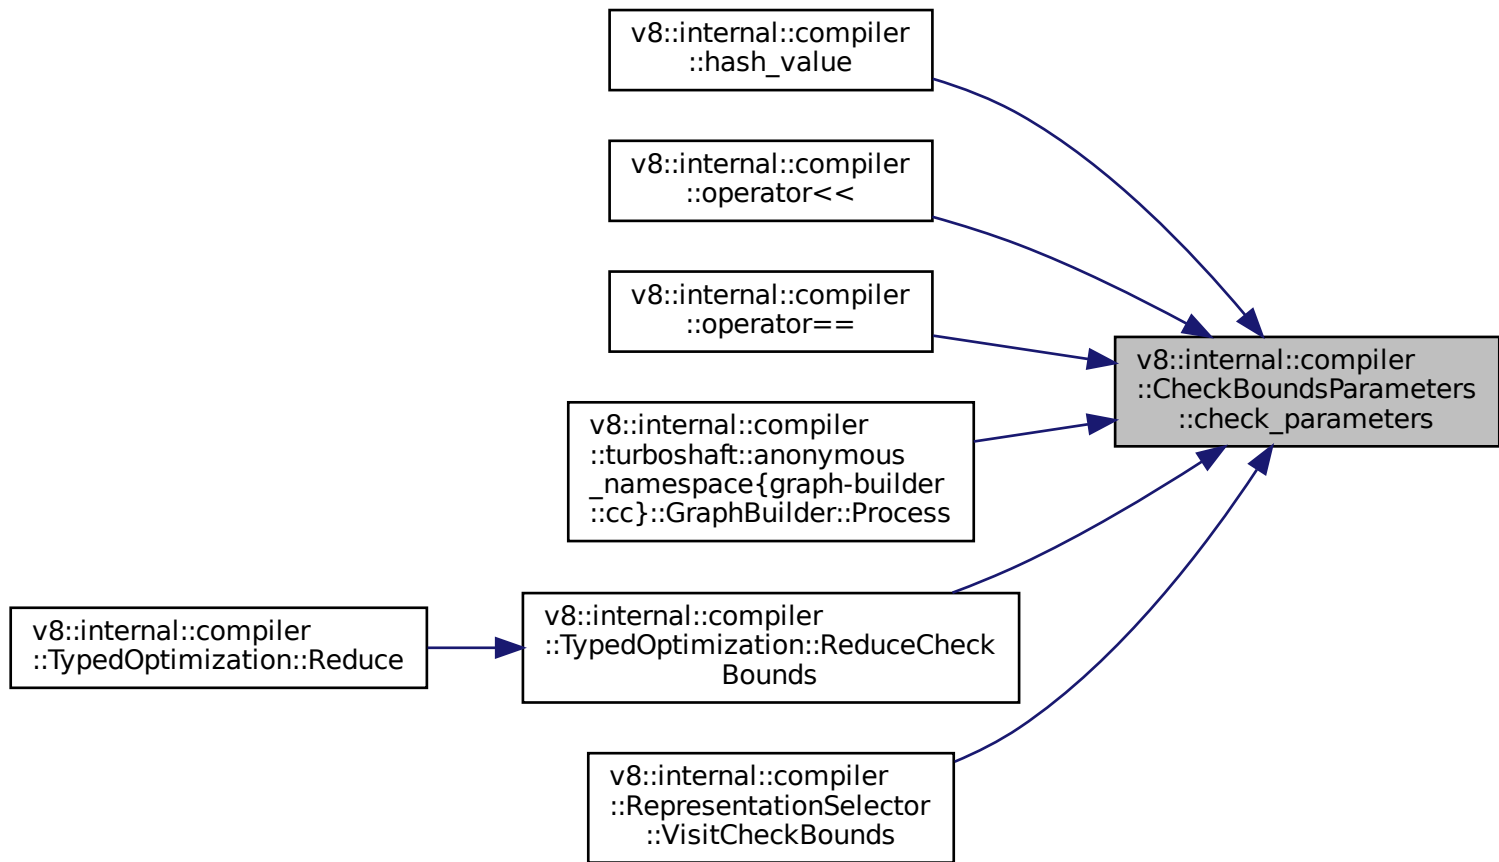 v8::internal::compiler
::hash_value
v8::internal::compiler
::operator<<
v8::internal::compiler
::operator==
v8::internal::compiler
::CheckBoundsParameters
::check_parameters
v8::internal::compiler
::turboshaft::anonymous
_namespace{graph-builder
::cc}::GraphBuilder::Process
v8::internal::compiler
::TypedOptimization::Reduce
v8::internal::compiler
::TypedOptimization::ReduceCheck
Bounds
v8::internal::compiler
::RepresentationSelector
::VisitCheckBounds